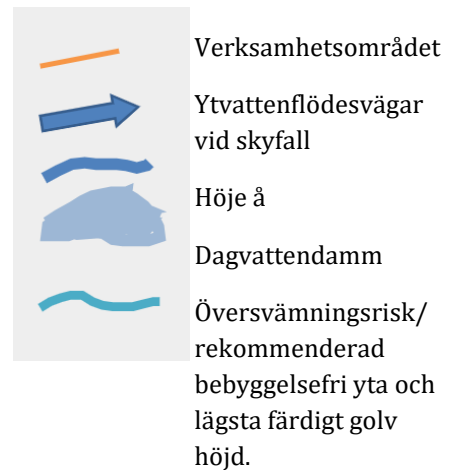 Verksamhetsområdet
Ytvattenflödesvägar
vid skyfall
Höje å
Dagvattendamm
Översvämningsrisk/
rekommenderad
bebyggelsefri yta och
lägsta färdigt golv
höjd.